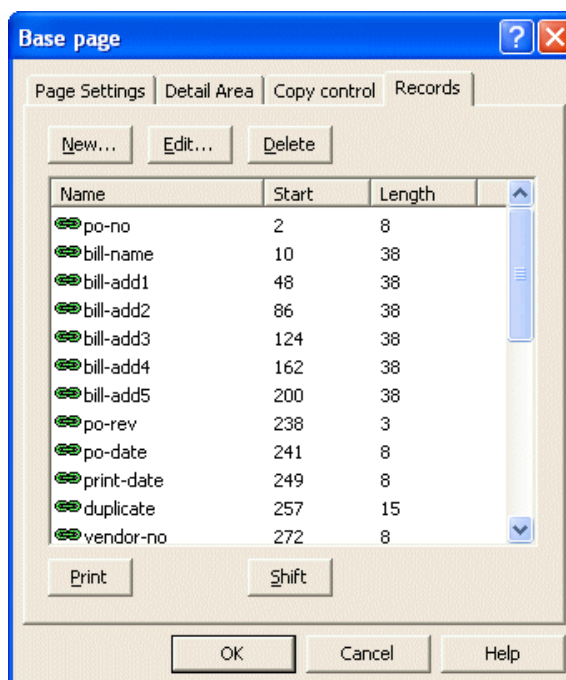 Base page
Page Settings Detail Area Copy control Records
New... Edit... Delete
Name Start Length
po-no 2 8
bill-name 10 38
bill-add1 48 38
bill-add2 86 38
bill-add3 124 38
bill-add4 162 38
bill-add5 200 38
po-rev 238 3
po-date 241 8
print-date 249 8
duplicate 257 15
vendor-no 272 8
Print Shift
OK Cancel Help